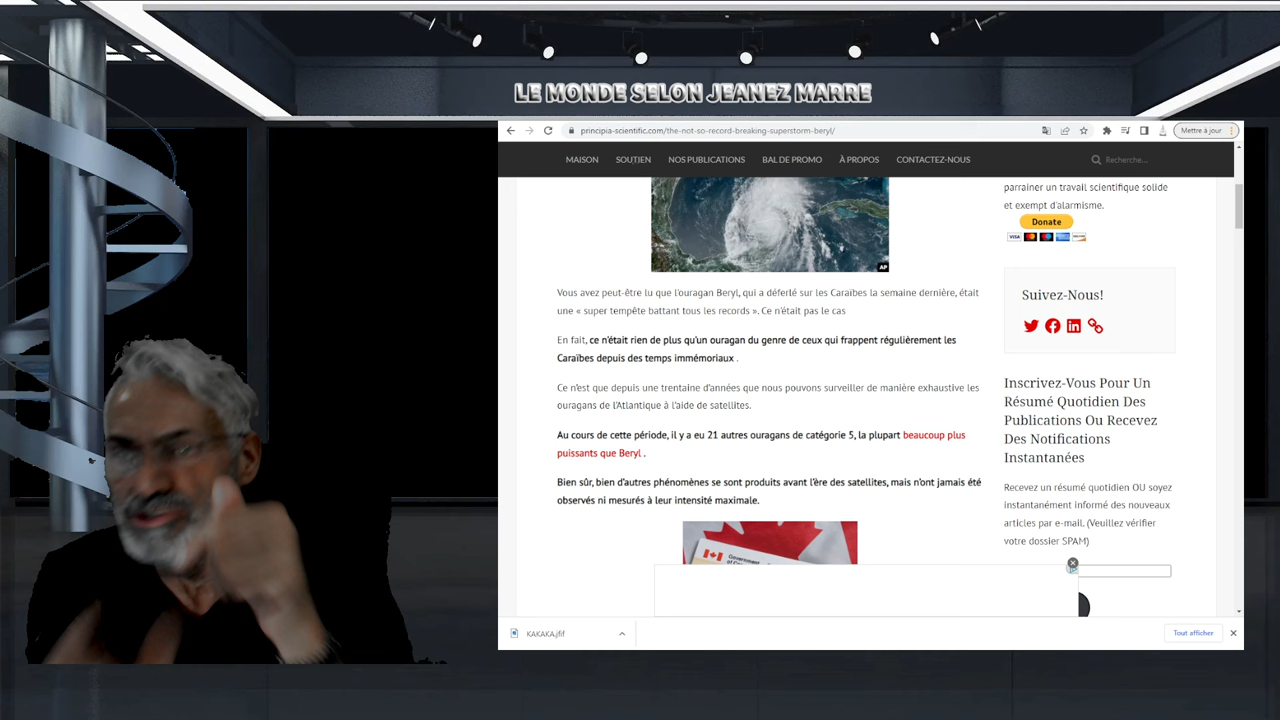 LE MONDE SELON JEANEZ MARRE
principia-scientific.com/the-not-so-record-breaking-superstorm-beryl/
Mettre à jour
MAISON SOUTIEN NOS PUBLICATIONS BAL DE PROMO À PROPOS CONTACTEZ-NOUS
Recherche...
AP
Vous avez peut-être lu que l'ouragan Beryl, qui a déferlé sur les Caraïbes la semaine dernière, était
une « super tempête battant tous les records ». Ce n'était pas le cas
En fait, ce n'était rien de plus qu'un ouragan du genre de ceux qui frappent régulièrement les
Caraïbes depuis des temps immémoriaux .
Ce n'est que depuis une trentaine d'années que nous pouvons surveiller de manière exhaustive les
ouragans de l'Atlantique à l'aide de satellites.
Au cours de cette période, il y a eu 21 autres ouragans de catégorie 5, la plupart beaucoup plus
puissants que Beryl .
Bien sûr, bien d'autres phénomènes se sont produits avant l'ère des satellites, mais n'ont jamais été
observés ni mesurés à leur intensité maximale.
Government
of Can
parrainer un travail scientifique solide
et exempt d'alarmisme.
Donate
VISA
Suivez-Nous!
Inscrivez-Vous Pour Un
Résumé Quotidien Des
Publications Ou Recevez
Des Notifications
Instantanées
Recevez un résumé quotidien OU soyez
instantanément informé des nouveaux
articles par e-mail. (Veuillez vérifier
votre dossier SPAM)
KAKAKA.jfif
Tout afficher